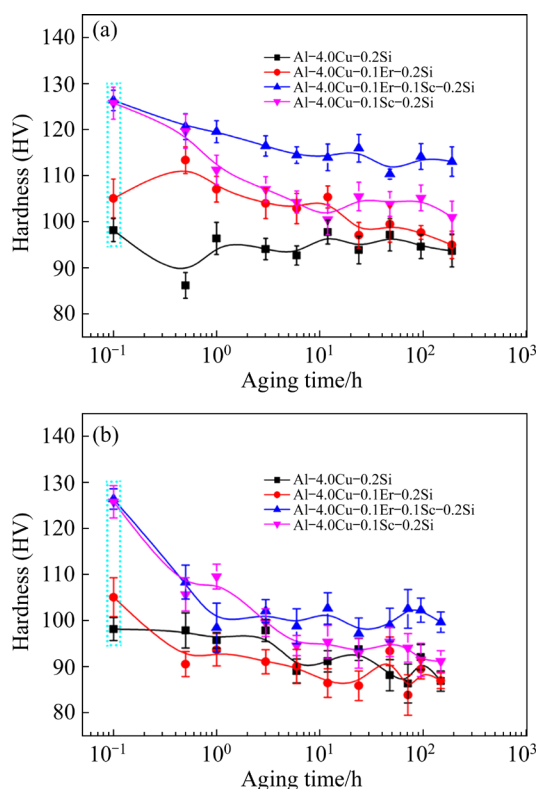 (a)
Al−4.0Cu−0.2Si
Al−4.0Cu−0.1Er−0.2Si
Al−4.0Cu−0.1Er−0.1Sc−0.2Si
Al−4.0Cu−0.1Sc−0.2Si
140
130
120
110
100
90
80
Hardness (HV)
10⁻¹ 10⁰ 10¹ 10² 10³
Aging time/h
(b)
Al−4.0Cu−0.2Si
Al−4.0Cu−0.1Er−0.2Si
Al−4.0Cu−0.1Er−0.1Sc−0.2Si
Al−4.0Cu−0.1Sc−0.2Si
140
130
120
110
100
90
80
Hardness (HV)
10⁻¹ 10⁰ 10¹ 10² 10³
Aging time/h